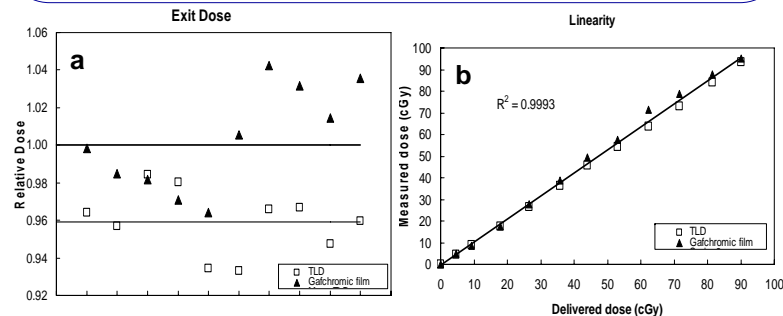 Exit Dose
a
Relative Dose
1.06
1.04
1.02
1.00
0.98
0.96
0.94
0.92
TLD
Gafchromic film
Linearity
b
R² = 0.9993
Measured dose (cGy)
100
90
80
70
60
50
40
30
20
10
0
TLD
Gafchromic film
0 10 20 30 40 50 60 70 80 90 100
Delivered dose (cGy)